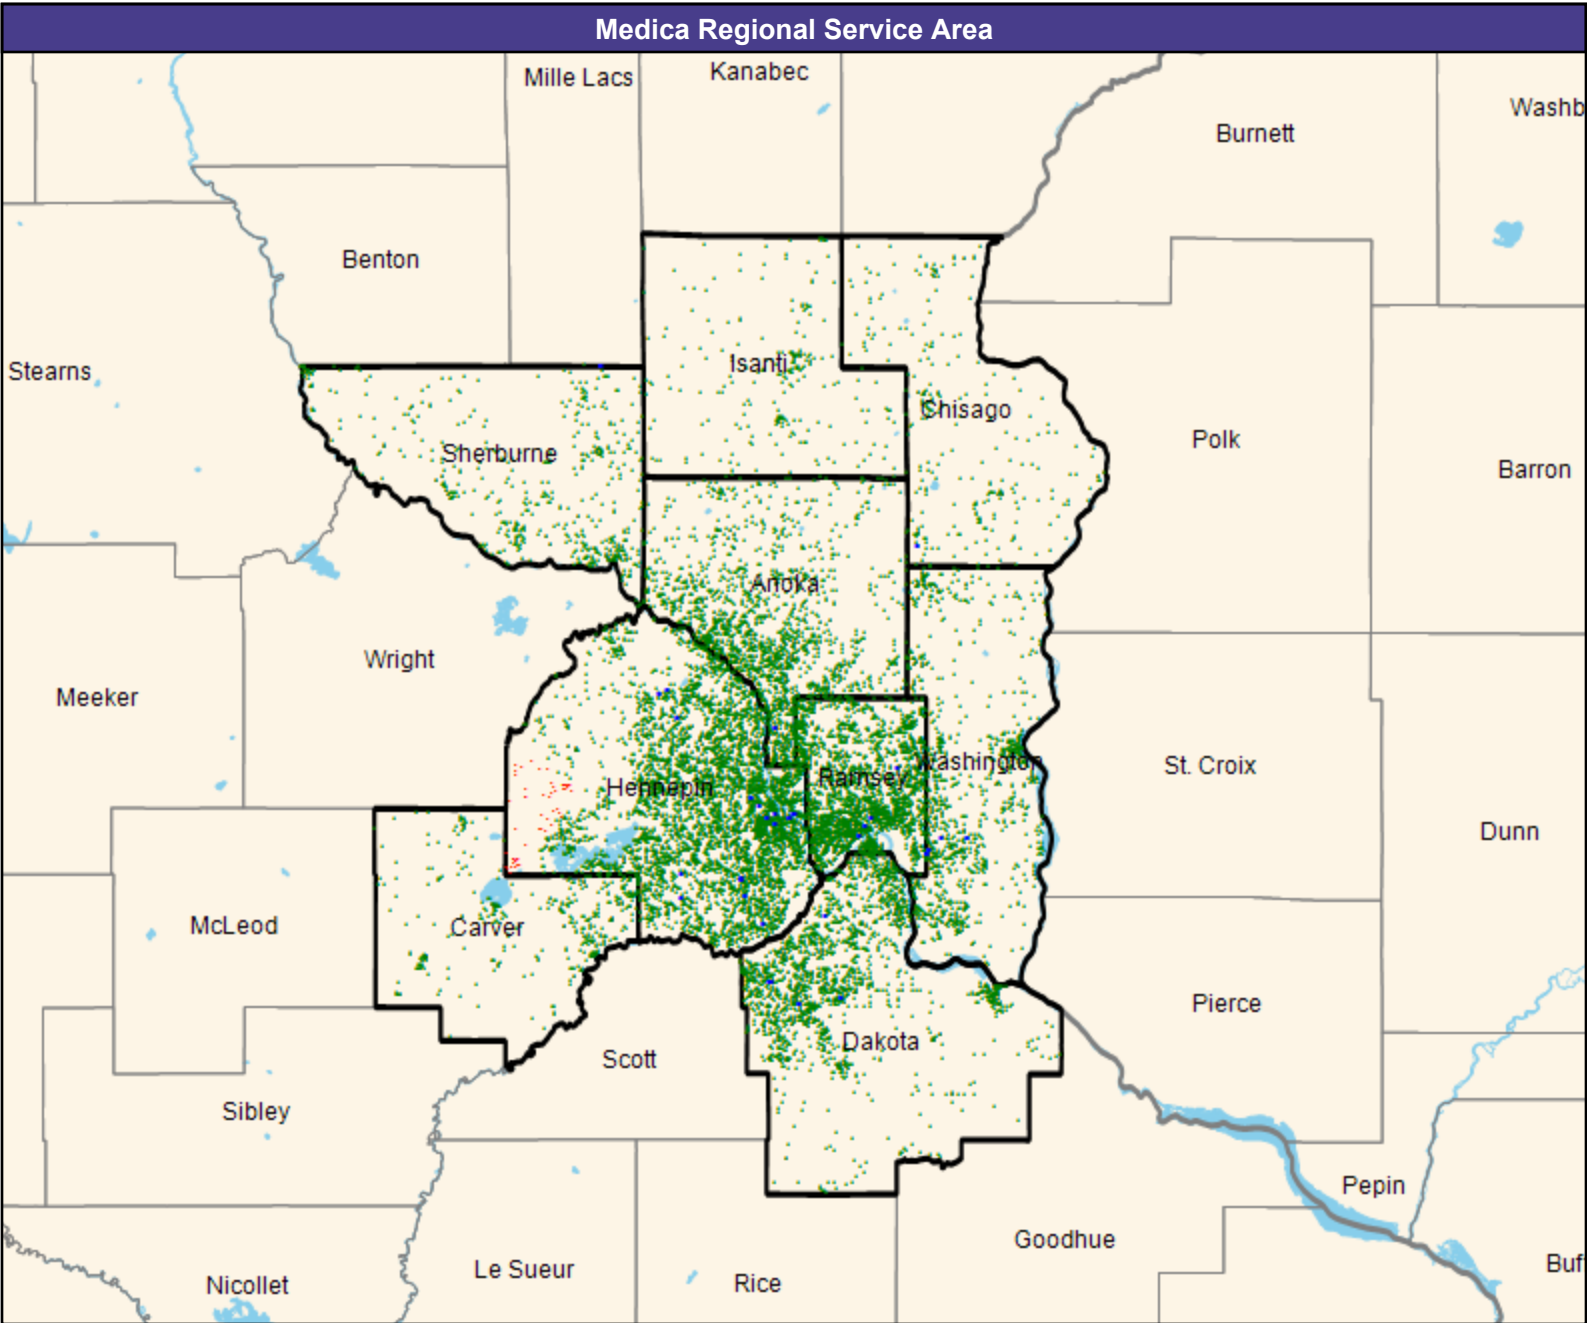 Medica Regional Service Area
Mille Lacs
Kanabec
Washb
Burnett
Benton
Stearns
Isanti
Chisago
Polk
Sherburne
Barron
Anoka
Wright
Meeker
Hennepin
Ramsey
Washington
St. Croix
Dunn
McLeod
Carver
Pierce
Scott
Dakota
Sibley
Pepin
Goodhue
Le Sueur
Rice
Nicollet
Buf